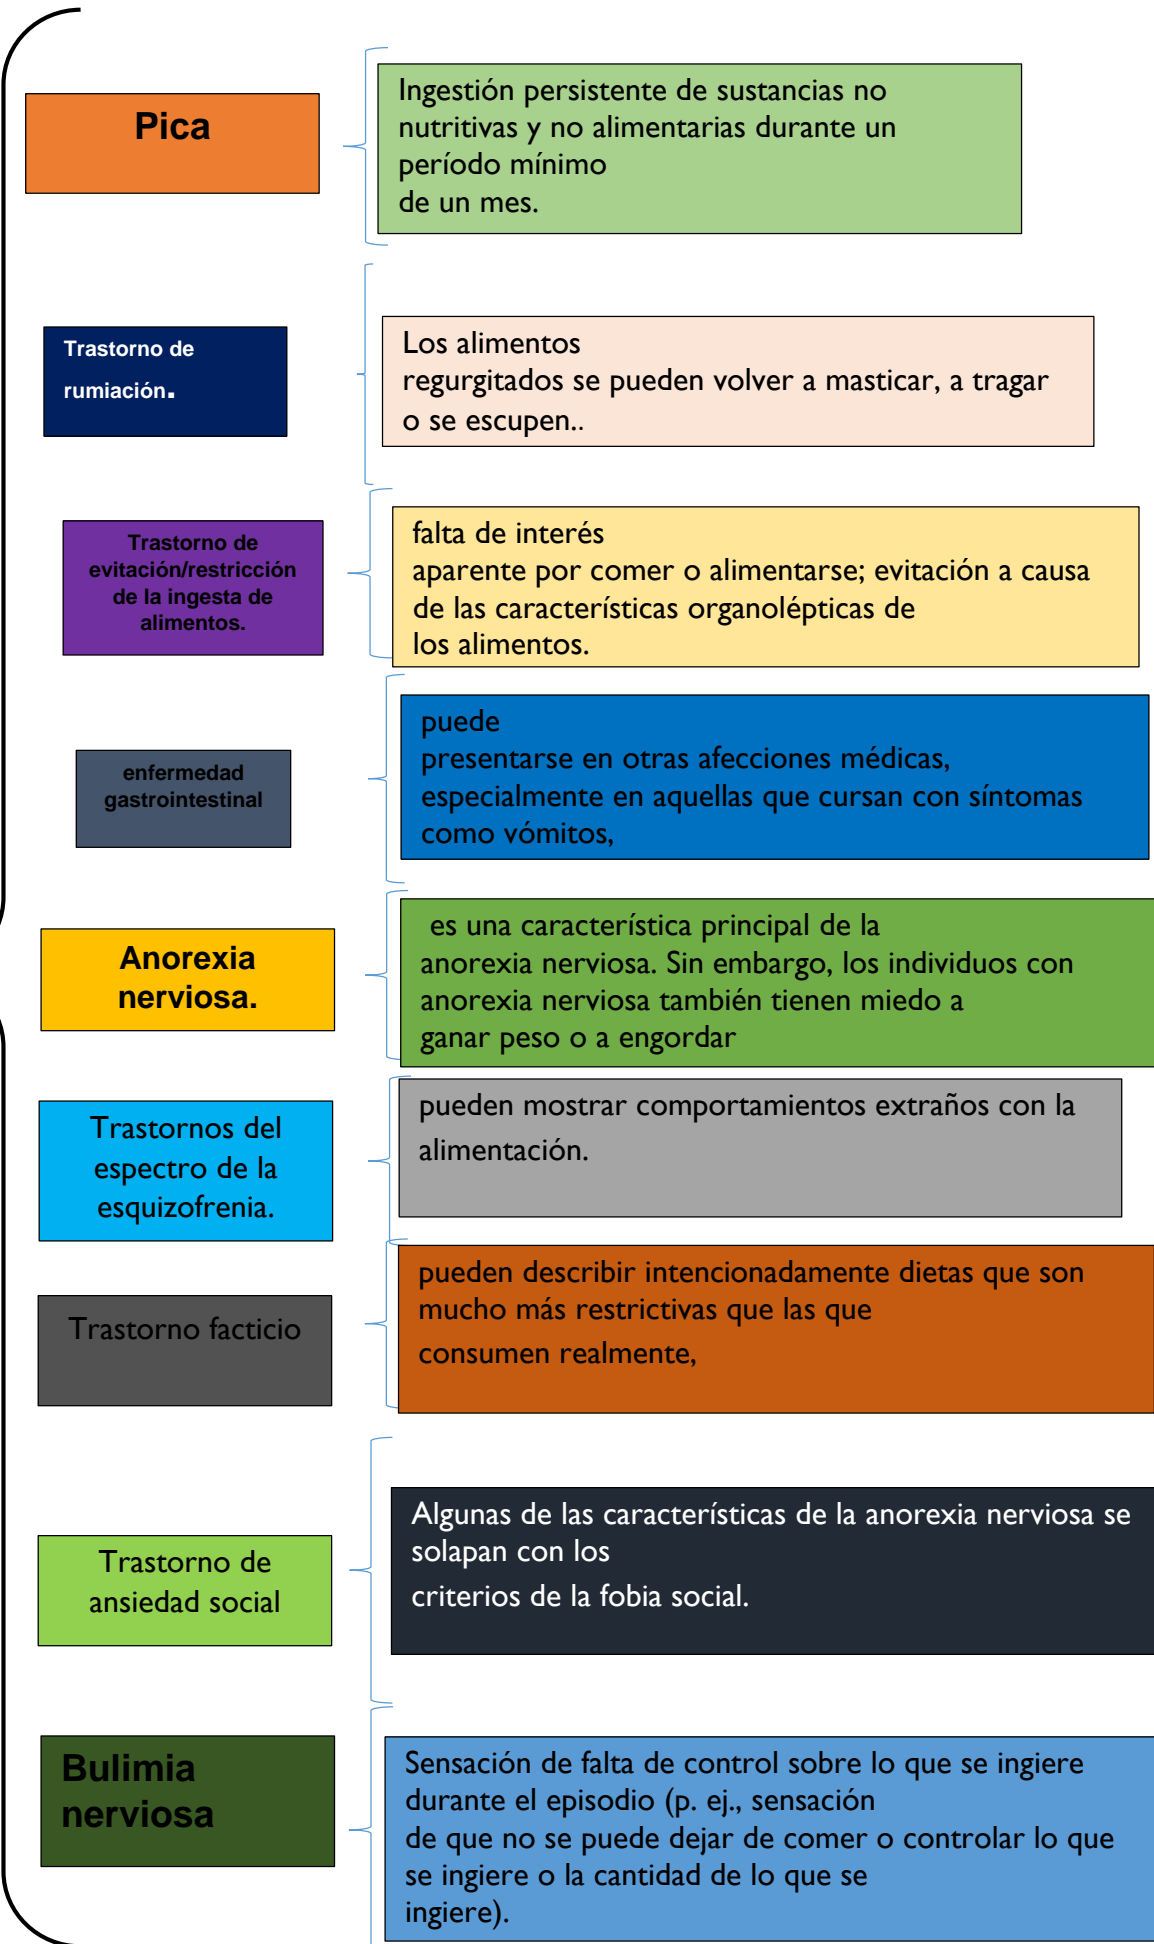 Pica
Ingestión persistente de sustancias no
nutritivas y no alimentarias durante un
período mínimo
de un mes.
Trastorno de
rumiación.
Los alimentos
regurgitados se pueden volver a masticar, a tragar
o se escupen..
Trastorno de
evitación/restricción
de la ingesta de
alimentos.
falta de interés
aparente por comer o alimentarse; evitación a causa
de las características organolépticas de
los alimentos.
enfermedad
gastrointestinal
puede
presentarse en otras afecciones médicas,
especialmente en aquellas que cursan con síntomas
como vómitos,
Anorexia
nerviosa.
es una característica principal de la
anorexia nerviosa. Sin embargo, los individuos con
anorexia nerviosa también tienen miedo a
ganar peso o a engordar
Trastornos del
espectro de la
esquizofrenia.
pueden mostrar comportamientos extraños con la
alimentación.
Trastorno facticio
pueden describir intencionadamente dietas que son
mucho más restrictivas que las que
consumen realmente,
Trastorno de
ansiedad social
Algunas de las características de la anorexia nerviosa se
solapan con los
criterios de la fobia social.
Bulimia
nerviosa
Sensación de falta de control sobre lo que se ingiere
durante el episodio (p. ej., sensación
de que no se puede dejar de comer o controlar lo que
se ingiere o la cantidad de lo que se
ingiere).